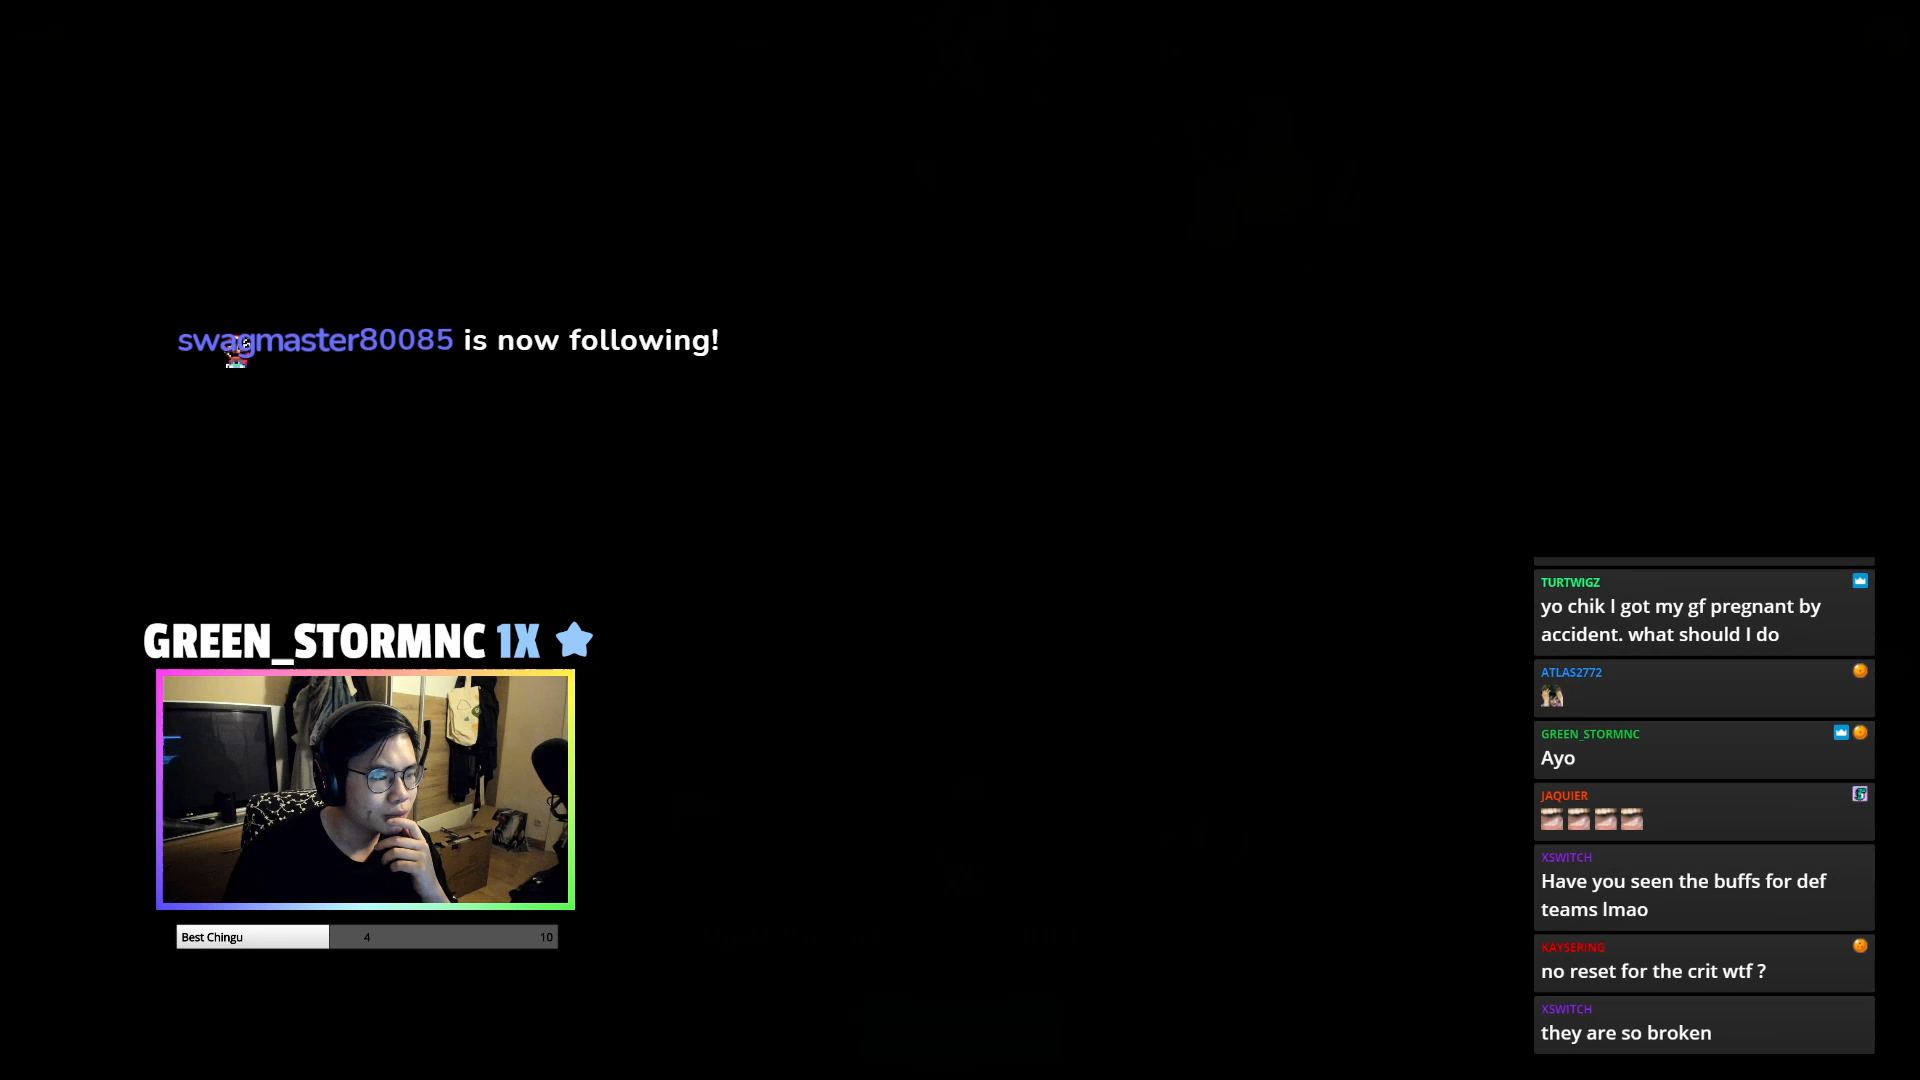 swagmaster80085 is now following!
GREEN_STORMNC 1X
Best Chingu 4 10
TURTWIGZ
yo chik I got my gf pregnant by
accident. what should I do
ATLAS2772
GREEN_STORMNC
Ayo
JAQUIER
XSWITCH
Have you seen the buffs for def
teams lmao
KAYSERING
no reset for the crit wtf ?
XSWITCH
they are so broken